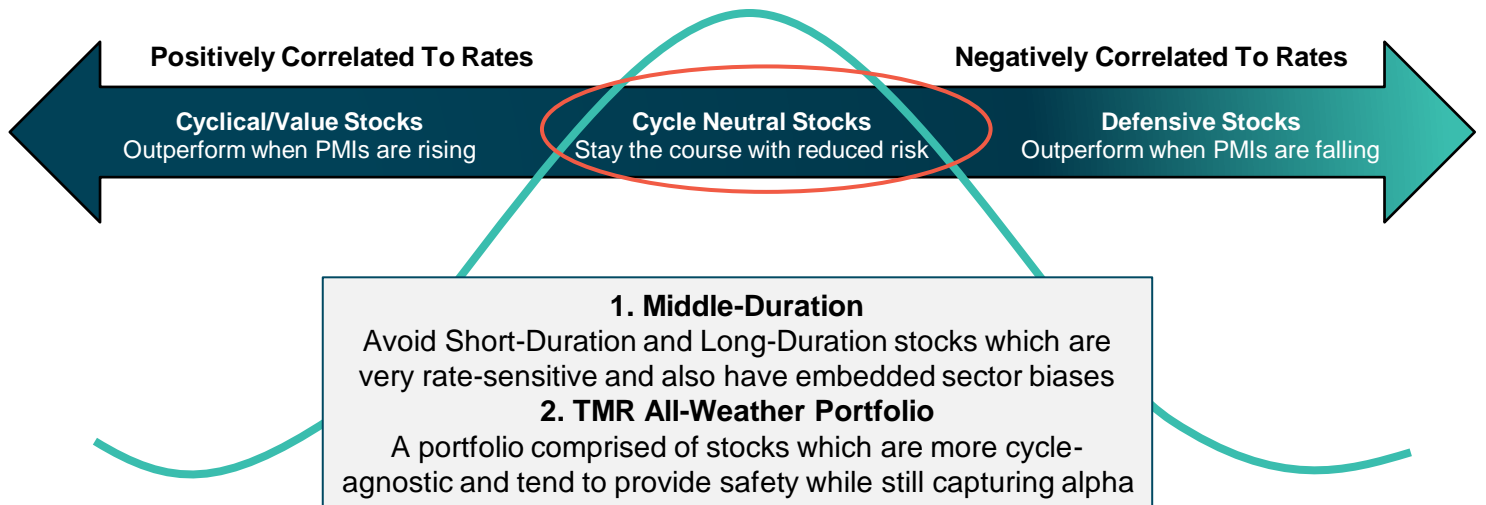 Positively Correlated To Rates
Negatively Correlated To Rates
Cyclical/Value Stocks
Outperform when PMIs are rising
Cycle Neutral Stocks
Stay the course with reduced risk
Defensive Stocks
Outperform when PMIs are falling
1. Middle-Duration
Avoid Short-Duration and Long-Duration stocks which are
very rate-sensitive and also have embedded sector biases
2. TMR All-Weather Portfolio
A portfolio comprised of stocks which are more cycle-
agnostic and tend to provide safety while still capturing alpha